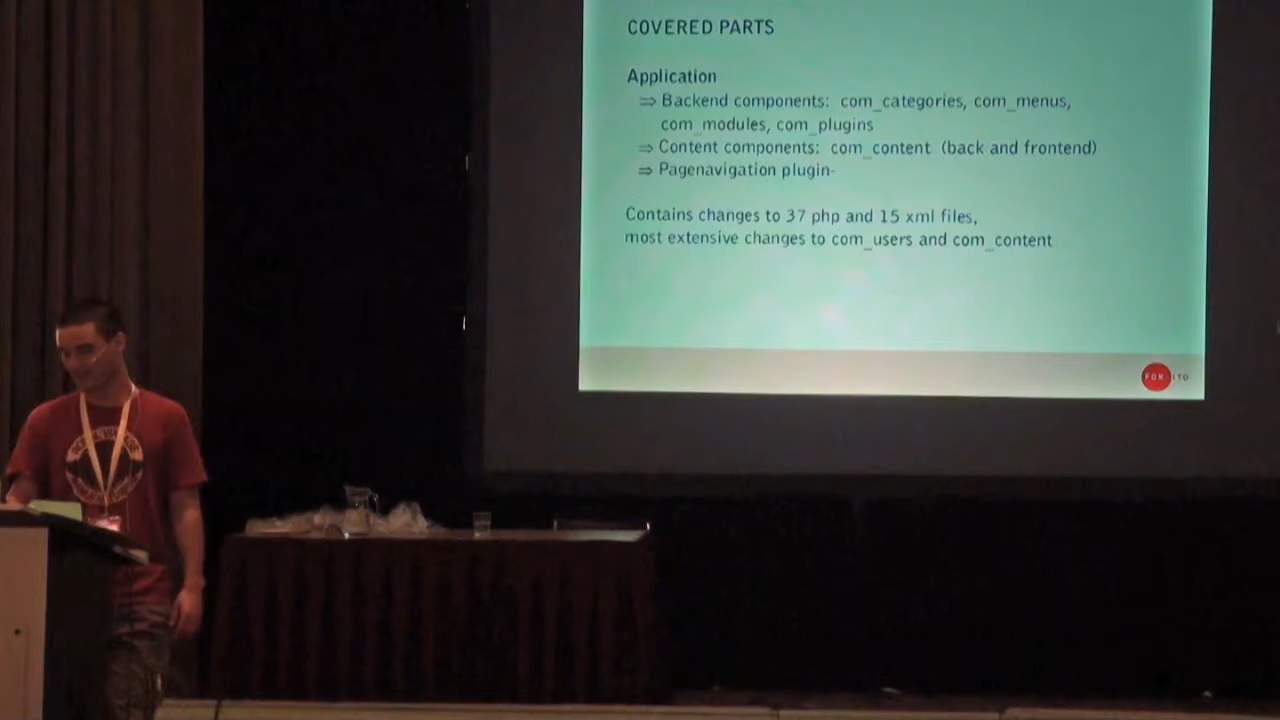 COVERED PARTS
Application
⇒ Backend components: com_categories, com_menus,
com_modules, com_plugins
⇒ Content components: com_content (back and frontend)
⇒ Pagenavigation plugin-
Contains changes to 37 php and 15 xml files,
most extensive changes to com_users and com_content